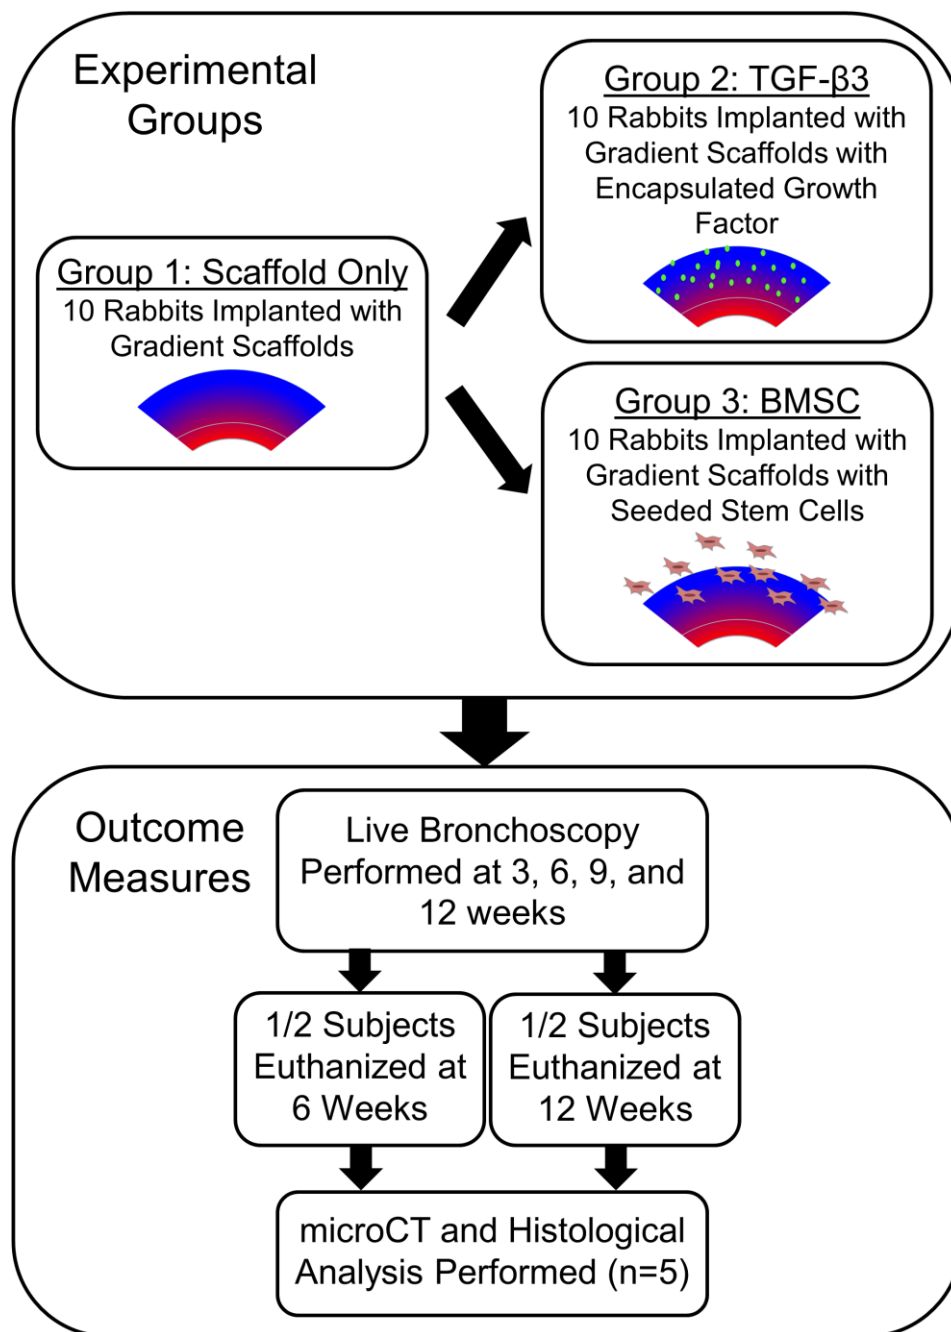 Experimental
Groups
Group 1: Scaffold Only
10 Rabbits Implanted with
Gradient Scaffolds
Group 2: TGF-β3
10 Rabbits Implanted with
Gradient Scaffolds with
Encapsulated Growth
Factor
Group 3: BMSC
10 Rabbits Implanted with
Gradient Scaffolds with
Seeded Stem Cells
Outcome
Measures
Live Bronchoscopy
Performed at 3, 6, 9, and
12 weeks
1/2 Subjects
Euthanized at
6 Weeks
1/2 Subjects
Euthanized at
12 Weeks
microCT and Histological
Analysis Performed (n=5)